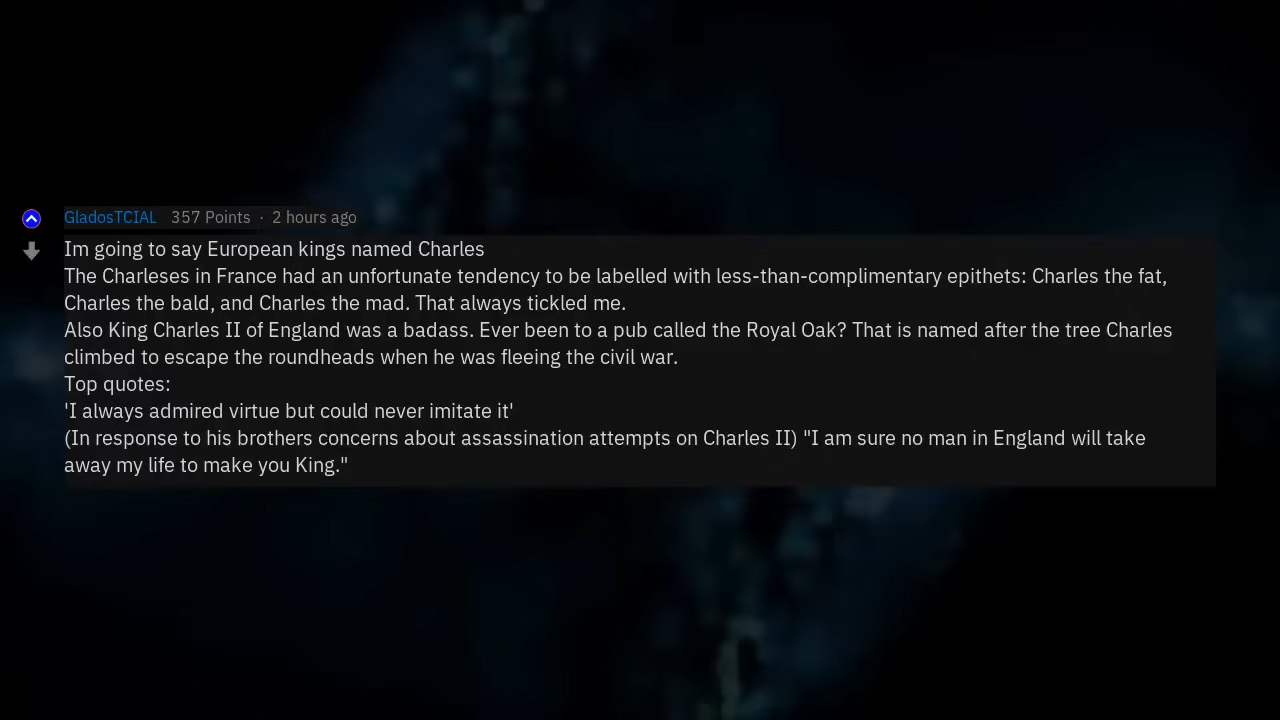 GladosTCIAL 357 Points · 2 hours ago
Im going to say European kings named Charles
The Charleses in France had an unfortunate tendency to be labelled with less-than-complimentary epithets: Charles the fat,
Charles the bald, and Charles the mad. That always tickled me.
Also King Charles II of England was a badass. Ever been to a pub called the Royal Oak? That is named after the tree Charles
climbed to escape the roundheads when he was fleeing the civil war.
Top quotes:
'I always admired virtue but could never imitate it'
(In response to his brothers concerns about assassination attempts on Charles II) "I am sure no man in England will take
away my life to make you King."